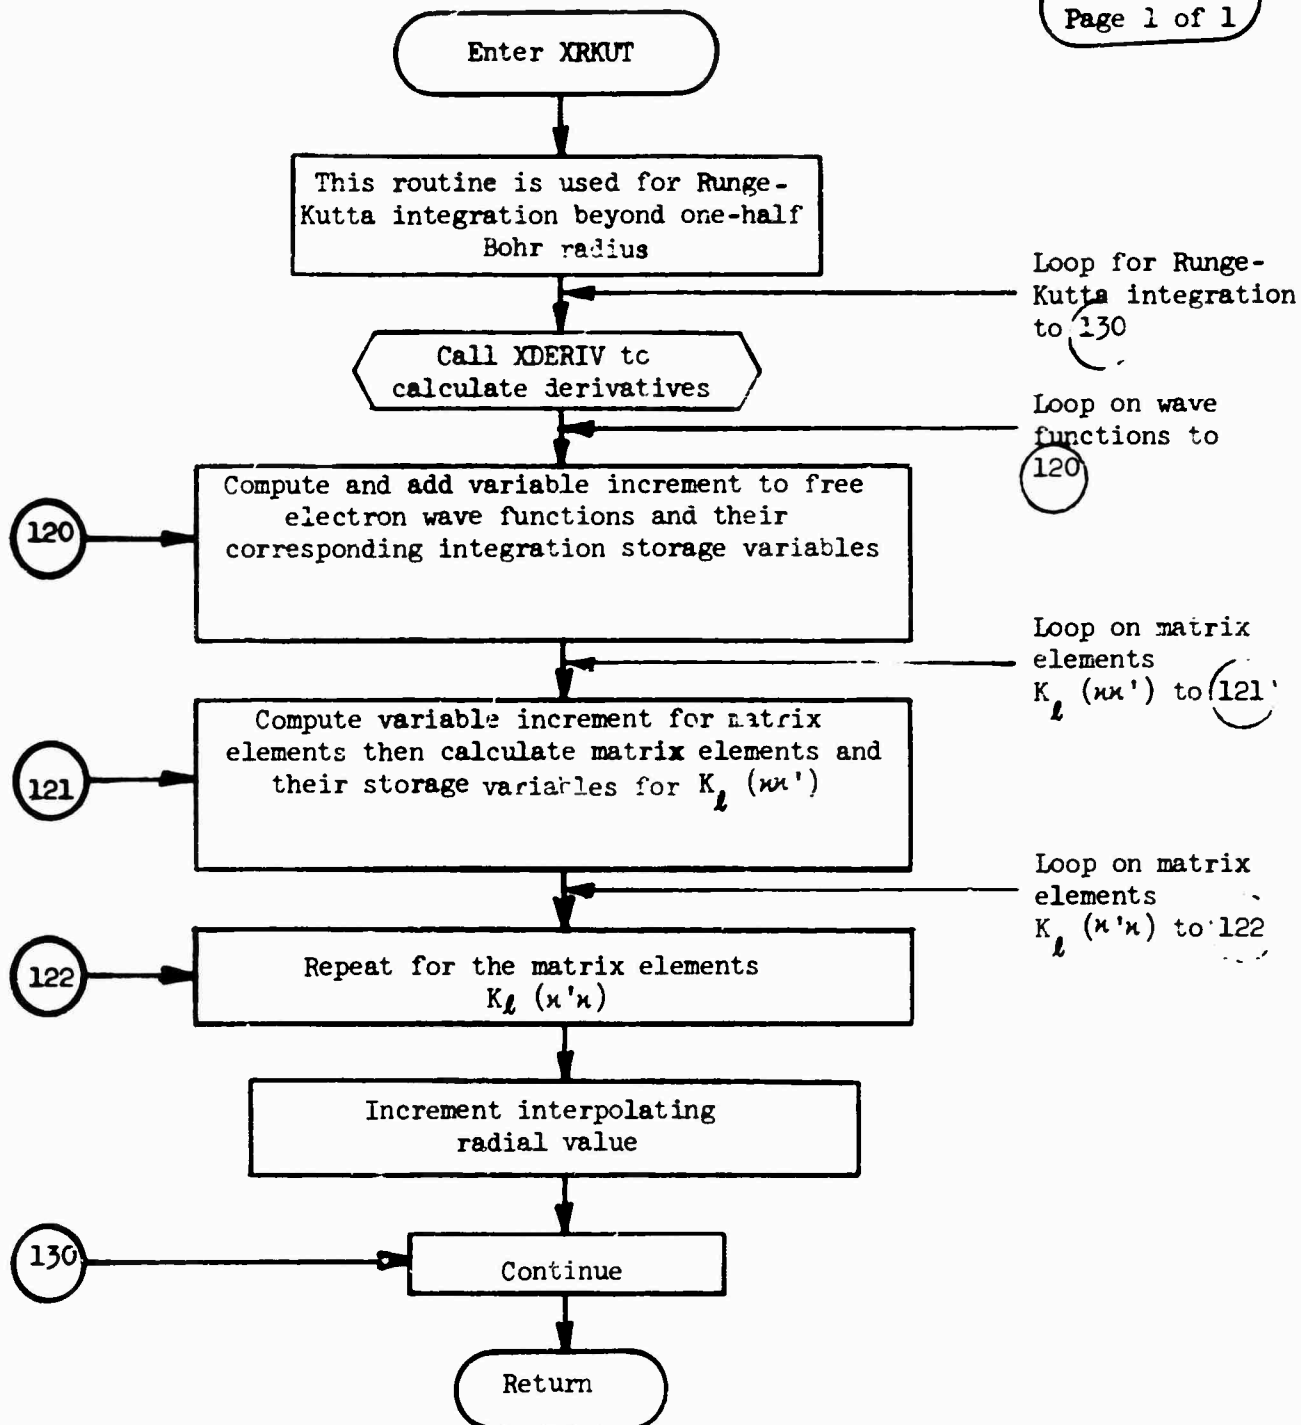 Page 1 of 1
Enter XRKUT
This routine is used for Runge-
Kutta integration beyond one-half
Bohr radius
Loop for Runge-
Kutta integration
to 130
Call XDERIV tc
calculate derivatives
Loop on wave
functions to
120
120
Compute and add variable increment to free
electron wave functions and their
corresponding integration storage variables
Loop on matrix
elements
K ℓ (ϰϰ') to 121
121
Compute variable increment for matrix
elements then calculate matrix elements and
their storage variables for K ℓ (ϰϰ')
Loop on matrix
elements
K ℓ (ϰ'ϰ) to 122
122
Repeat for the matrix elements
K ℓ (ϰ'ϰ)
Increment interpolating
radial value
130
Continue
Return